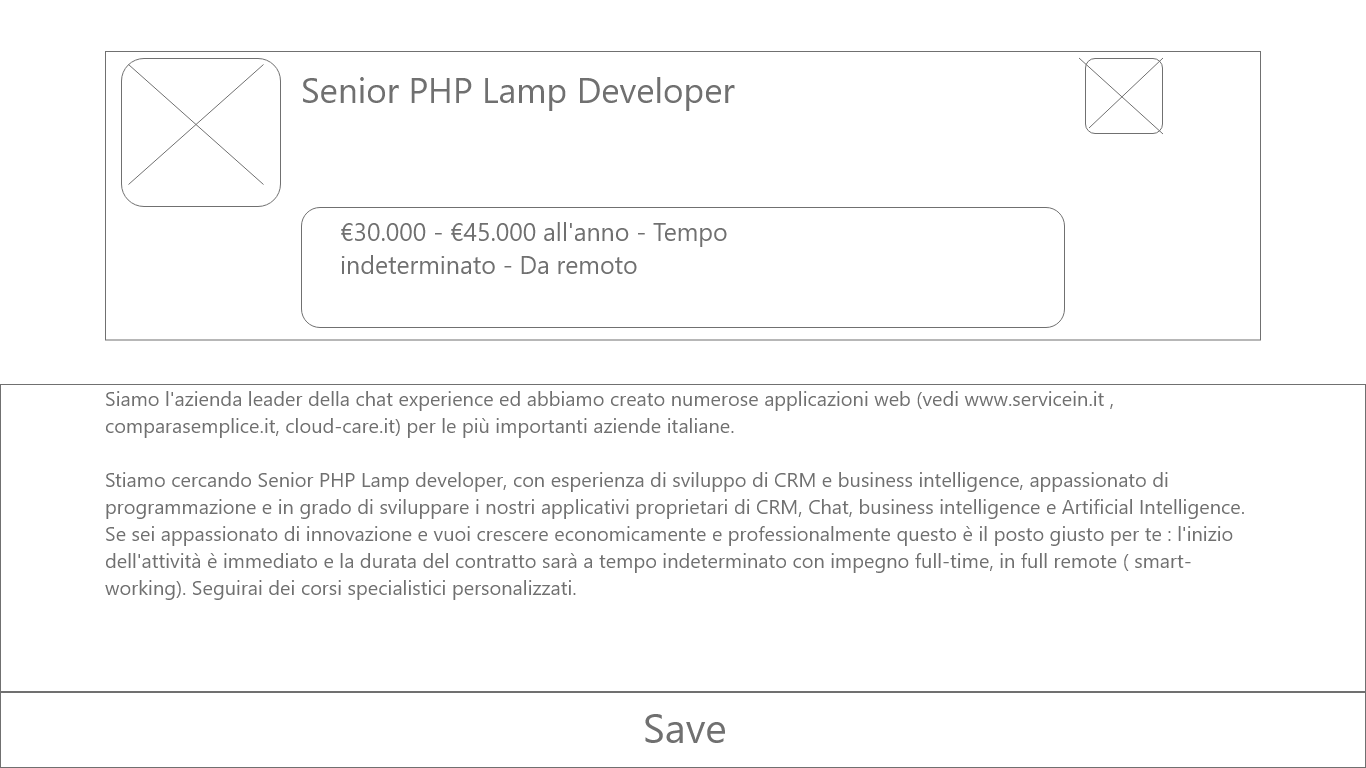 Senior PHP Lamp Developer
€30.000 - €45.000 all'anno - Tempo
indeterminato - Da remoto
Siamo l'azienda leader della chat experience ed abbiamo creato numerose applicazioni web (vedi www.servicein.it ,
comparasemplice.it, cloud-care.it) per le più importanti aziende italiane.
Stiamo cercando Senior PHP Lamp developer, con esperienza di sviluppo di CRM e business intelligence, appassionato di
programmazione e in grado di sviluppare i nostri applicativi proprietari di CRM, Chat, business intelligence e Artificial Intelligence.
Se sei appassionato di innovazione e vuoi crescere economicamente e professionalmente questo è il posto giusto per te : l'inizio
dell'attività è immediato e la durata del contratto sarà a tempo indeterminato con impegno full-time, in full remote ( smart-
working). Seguirai dei corsi specialistici personalizzati.
Save